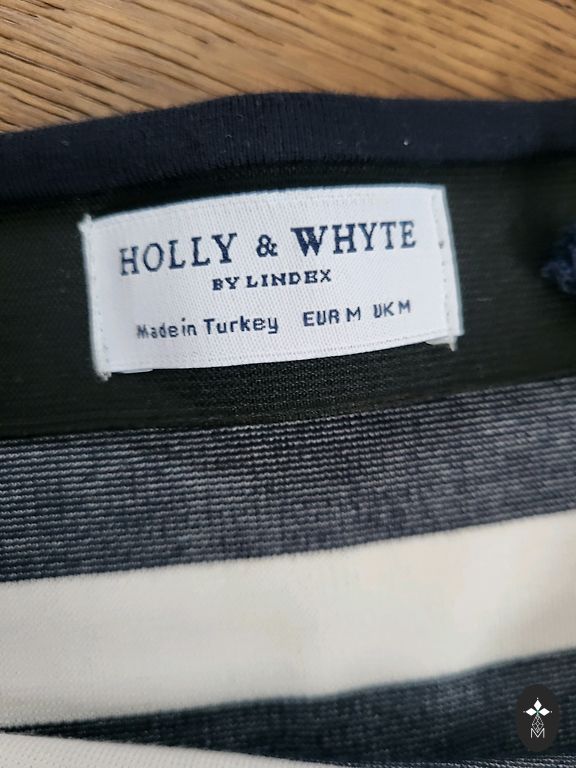 HOLLY & WHYTE
BY LINDEX
Made in Turkey EUR M UK M
M